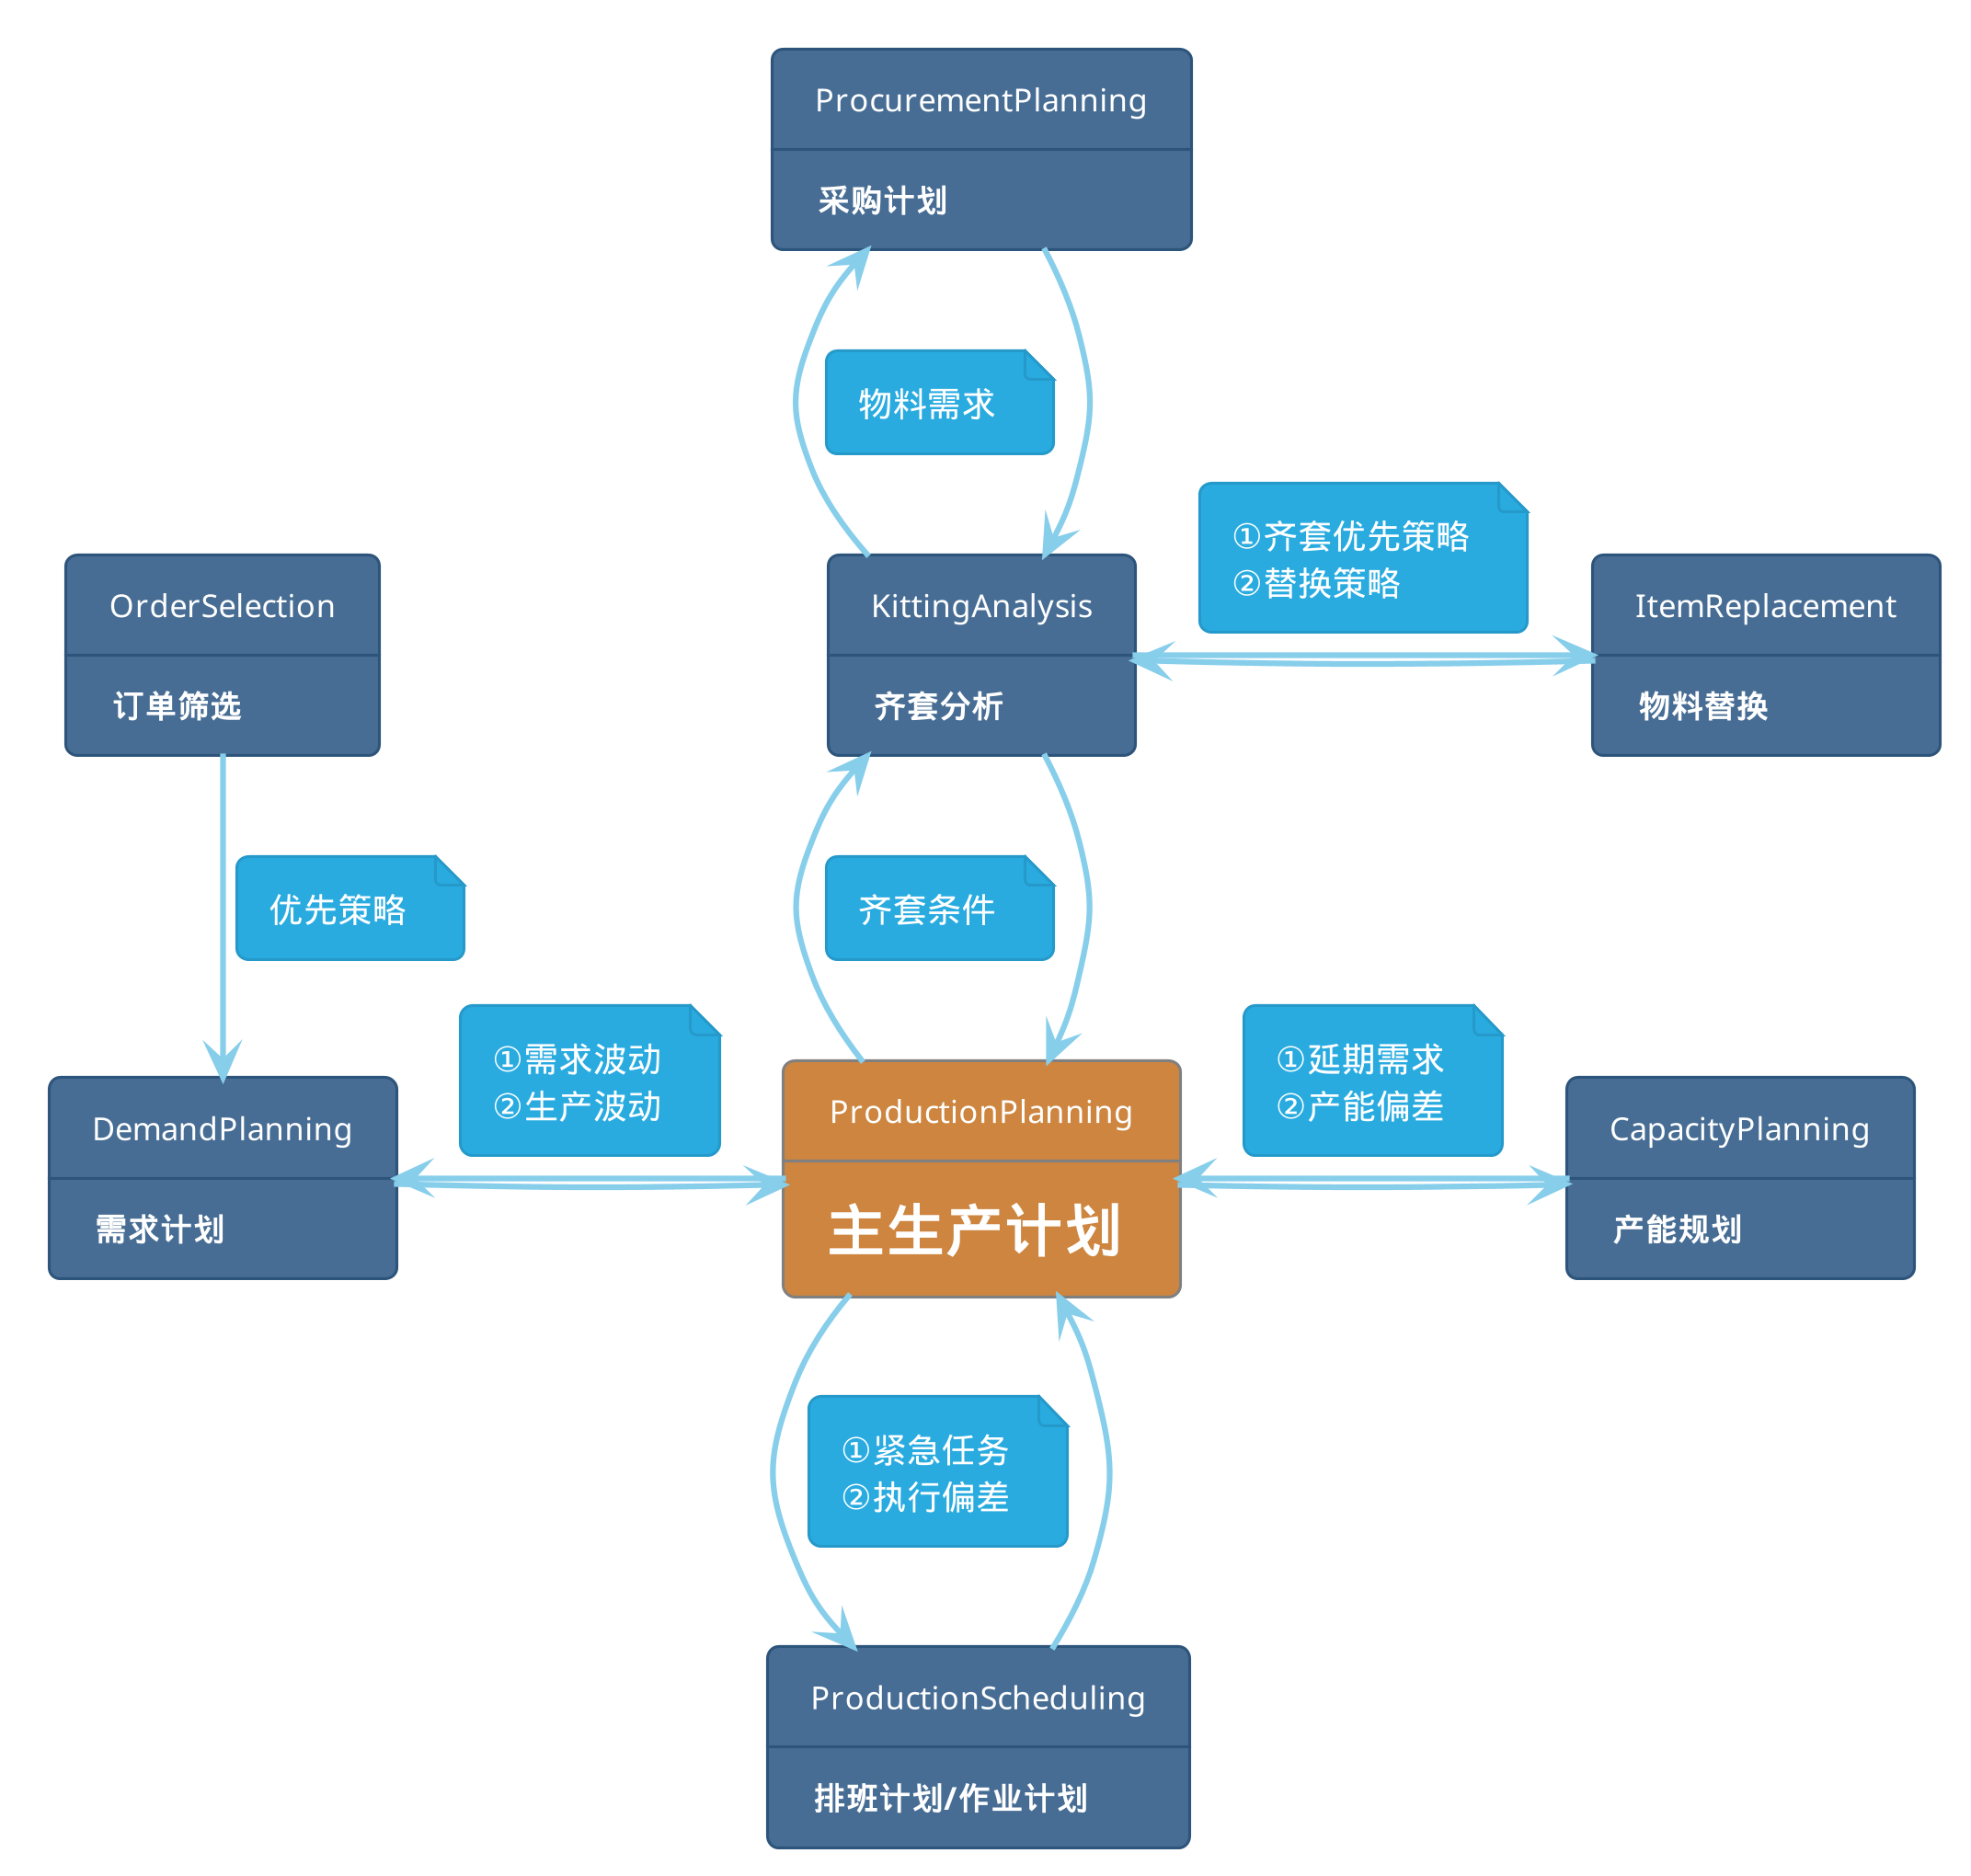 ProcurementPlanning
采购计划
物料需求
①齐套优先策略
②替换策略
OrderSelection
订单筛选
KittingAnalysis
齐套分析
ItemReplacement
物料替换
优先策略
齐套条件
①需求波动
②生产波动
①延期需求
②产能偏差
DemandPlanning
需求计划
ProductionPlanning
主生产计划
CapacityPlanning
产能规划
①紧急任务
②执行偏差
ProductionScheduling
排班计划/作业计划